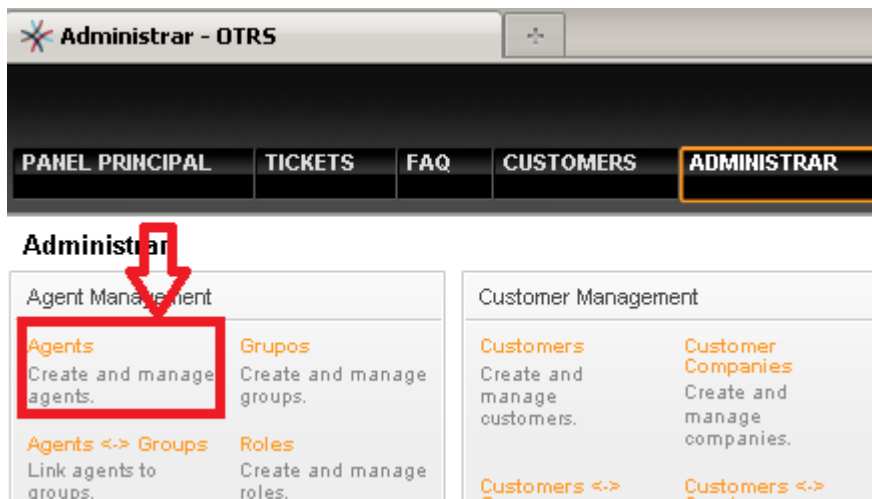 Administrar - OTRS
PANEL PRINCIPAL TICKETS FAQ CUSTOMERS ADMINISTRAR
Administrar
Agent Management
Agents
Create and manage
agents.
Grupos
Create and manage
groups.
Agents <-> Groups
Link agents to
groups.
Roles
Create and manage
roles.
Customer Management
Customers
Create and
manage
customers.
Customer
Companies
Create and
manage
companies.
Customers <->
Customers <->